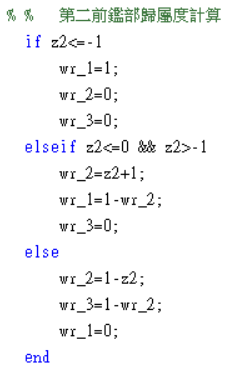 % %   第二前鑑部歸屬度計算
if z2<=-1
wr_1=1;
wr_2=0;
wr_3=0;
elseif z2<=0 && z2>-1
wr_2=z2+1;
wr_1=1-wr_2;
wr_3=0;
else
wr_2=1-z2;
wr_3=1-wr_2;
wr_1=0;
end